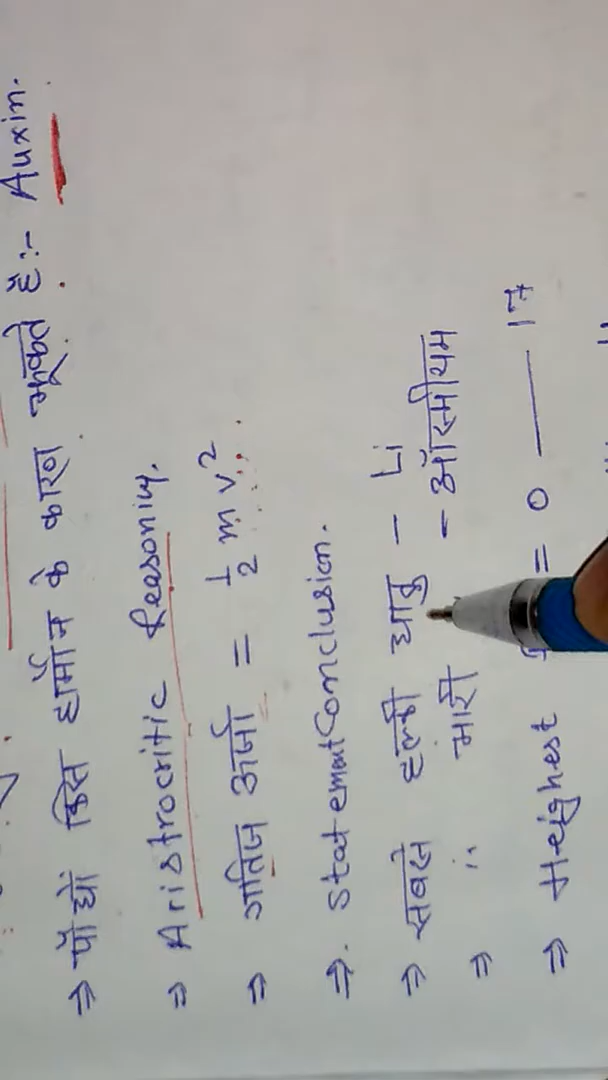 ⇒ पौधों किस हार्मोन के कारण झुकते हैं:- Auxin.
⇒ Aristrocritic Reasoning.
⇒ गतिज ऊर्जा = 1/2 mv²
⇒ Statement Conclusion.
⇒ सबसे हल्की धातु - Li
⇒ " भारी - ऑस्मीयम
⇒ Heighest = 0 — 17